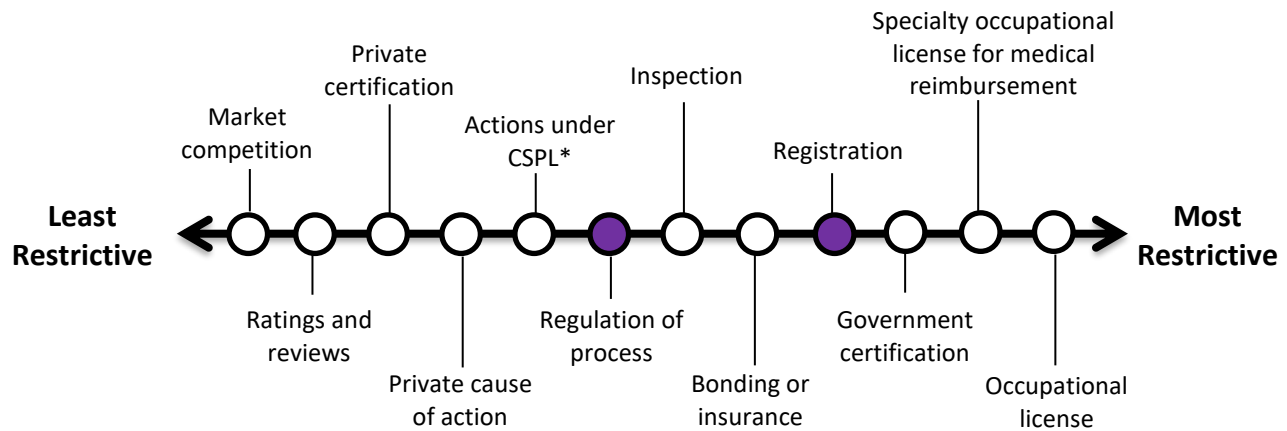 Specialty occupational
license for medical
reimbursement
Private
certification
Inspection
Market
competition
Actions under
CSPL*
Registration
Least
Restrictive
Most
Restrictive
Ratings and
reviews
Regulation of
process
Government
certification
Private cause
of action
Bonding or
insurance
Occupational
license